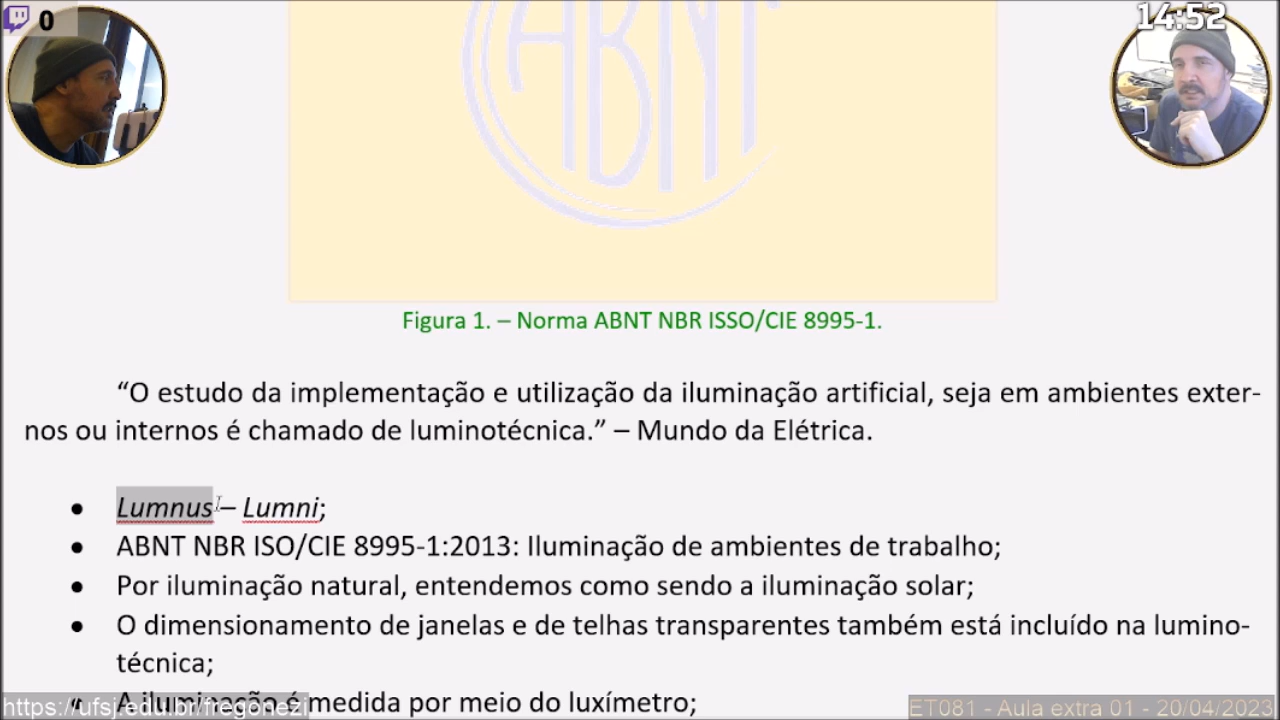 0
14:52
ABNT
Figura 1. – Norma ABNT NBR ISSO/CIE 8995-1.
“O estudo da implementação e utilização da iluminação artificial, seja em ambientes exter-
nos ou internos é chamado de luminotécnica.” – Mundo da Elétrica.
• Lumnus – Lumni;
• ABNT NBR ISO/CIE 8995-1:2013: Iluminação de ambientes de trabalho;
• Por iluminação natural, entendemos como sendo a iluminação solar;
• O dimensionamento de janelas e de telhas transparentes também está incluído na lumino-
técnica;
• A iluminação é medida por meio do luxímetro;
https://ufsj.edu.br/fregonezi
ET081 - Aula extra 01 - 20/04/2023